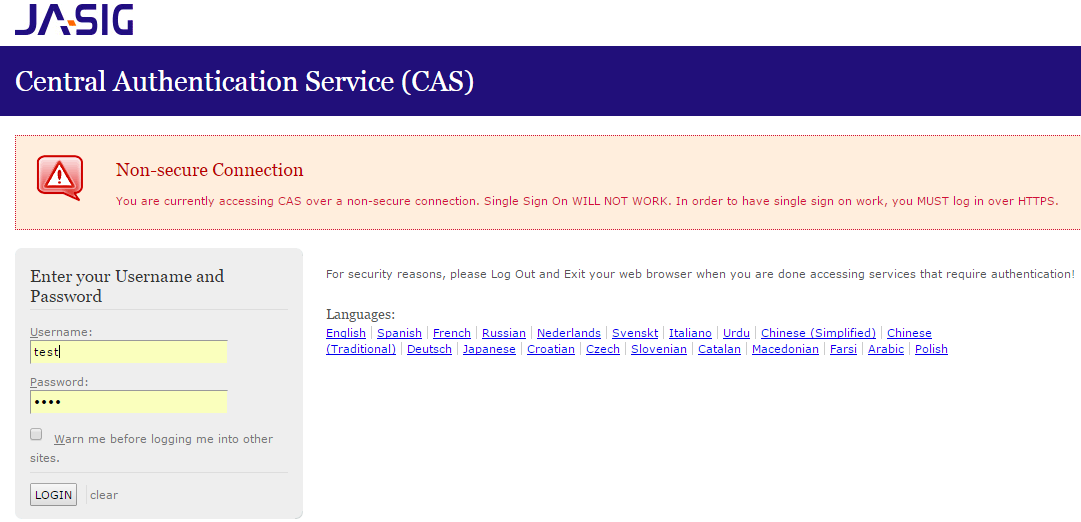 JA-SIG
Central Authentication Service (CAS)
Non-secure Connection
You are currently accessing CAS over a non-secure connection. Single Sign On WILL NOT WORK. In order to have single sign on work, you MUST log in over HTTPS.
Enter your Username and
Password
Username:
test
Password:
••••
Warn me before logging me into other
sites.
LOGIN clear
For security reasons, please Log Out and Exit your web browser when you are done accessing services that require authentication!
Languages:
English | Spanish | French | Russian | Nederlands | Svenskt | Italiano | Urdu | Chinese (Simplified) | Chinese
(Traditional) | Deutsch | Japanese | Croatian | Czech | Slovenian | Catalan | Macedonian | Farsi | Arabic | Polish